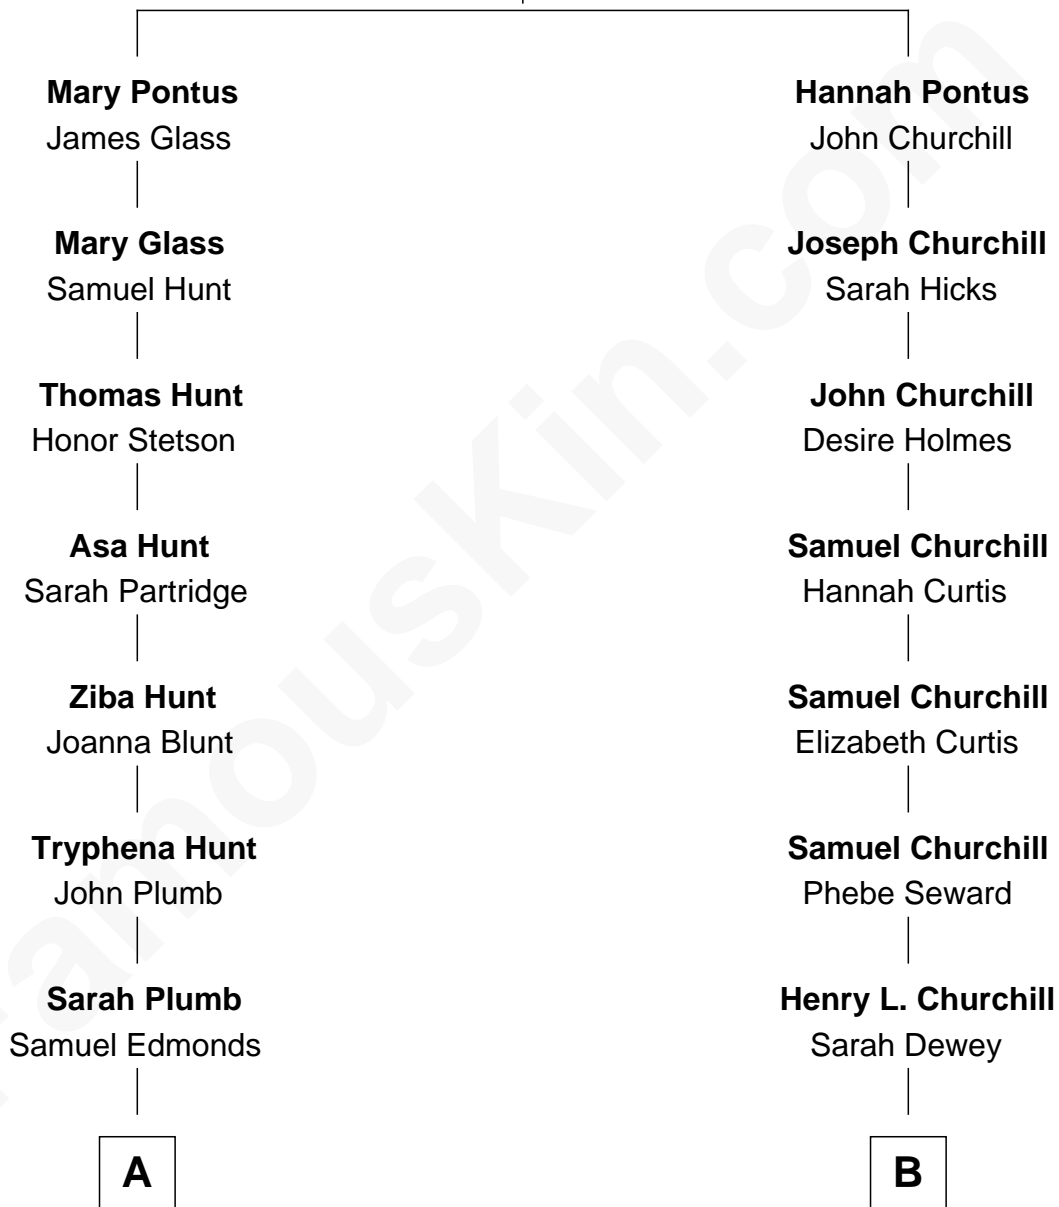 Mary Pontus
James Glass
Hannah Pontus
John Churchill
Mary Glass
Samuel Hunt
Joseph Churchill
Sarah Hicks
Thomas Hunt
Honor Stetson
John Churchill
Desire Holmes
Asa Hunt
Sarah Partridge
Samuel Churchill
Hannah Curtis
Ziba Hunt
Joanna Blunt
Samuel Churchill
Elizabeth Curtis
Tryphena Hunt
John Plumb
Samuel Churchill
Phebe Seward
Sarah Plumb
Samuel Edmonds
Henry L. Churchill
Sarah Dewey
A
B
FamousKin.com